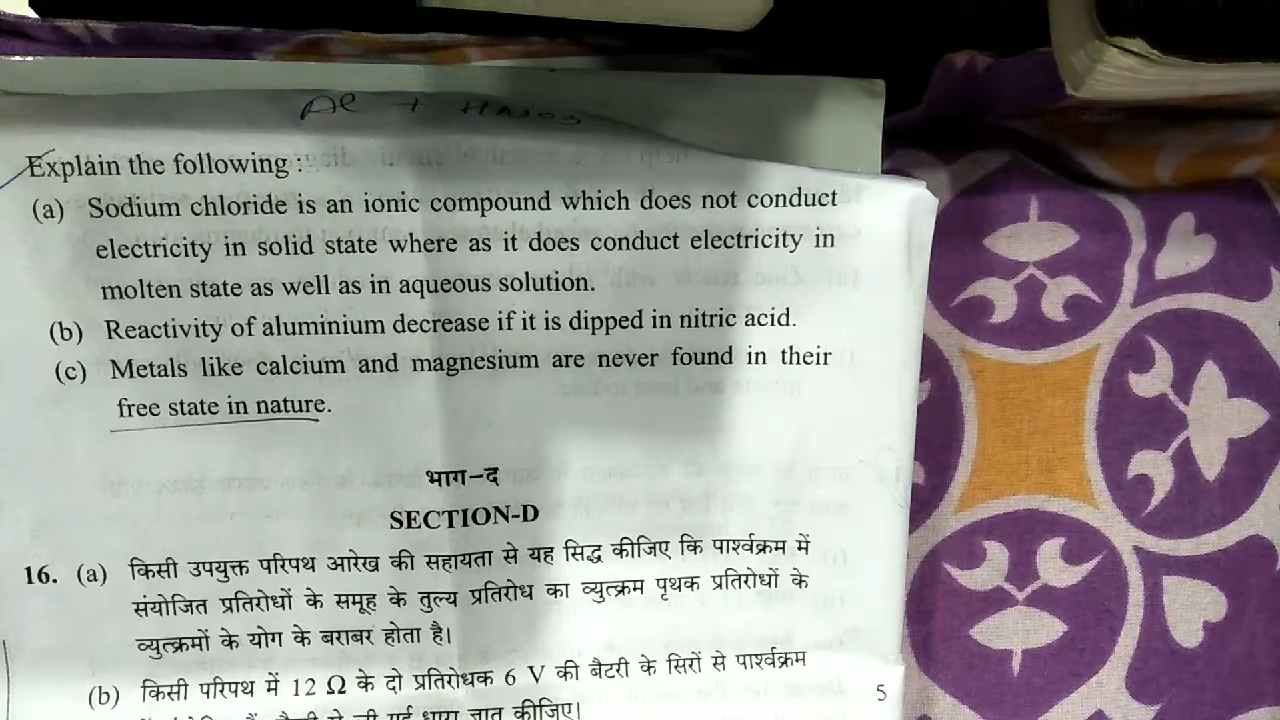 Al + HNO3
Explain the following :
(a) Sodium chloride is an ionic compound which does not conduct
electricity in solid state where as it does conduct electricity in
molten state as well as in aqueous solution.
(b) Reactivity of aluminium decrease if it is dipped in nitric acid.
(c) Metals like calcium and magnesium are never found in their
free state in nature.
भाग-द
SECTION-D
16. (a) किसी उपयुक्त परिपथ आरेख की सहायता से यह सिद्ध कीजिए कि पार्श्वक्रम में
संयोजित प्रतिरोधों के समूह के तुल्य प्रतिरोध का व्युत्क्रम पृथक प्रतिरोधों के
व्युत्क्रमों के योग के बराबर होता है।
(b) किसी परिपथ में 12 Ω के दो प्रतिरोधक 6 V की बैटरी के सिरों से पार्श्वक्रम
5
ली गई धारा ज्ञात कीजिए।